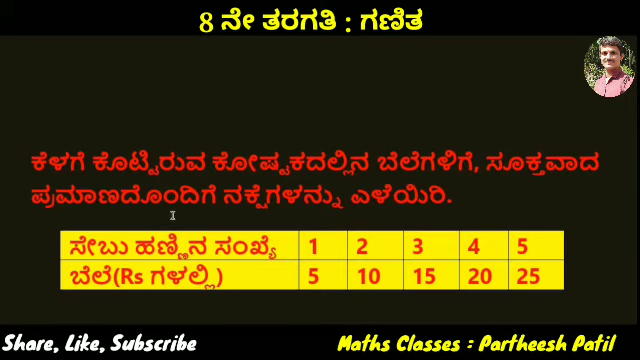 8 ನೇ ತರಗತಿ : ಗಣಿತ
ಕೆಳಗೆ ಕೊಟ್ಟಿರುವ ಕೋಷ್ಟಕದಲ್ಲಿನ ಬೆಲೆಗಳಿಗೆ, ಸೂಕ್ತವಾದ
ಪ್ರಮಾಣದೊಂದಿಗೆ ನಕ್ಷೆಗಳನ್ನು ಎಳೆಯಿರಿ.
ಸೇಬು ಹಣ್ಣಿನ ಸಂಖ್ಯೆ 1 2 3 4 5
ಬೆಲೆ(Rs ಗಳಲ್ಲಿ) 5 10 15 20 25
Share, Like, Subscribe Maths Classes : Partheesh Patil